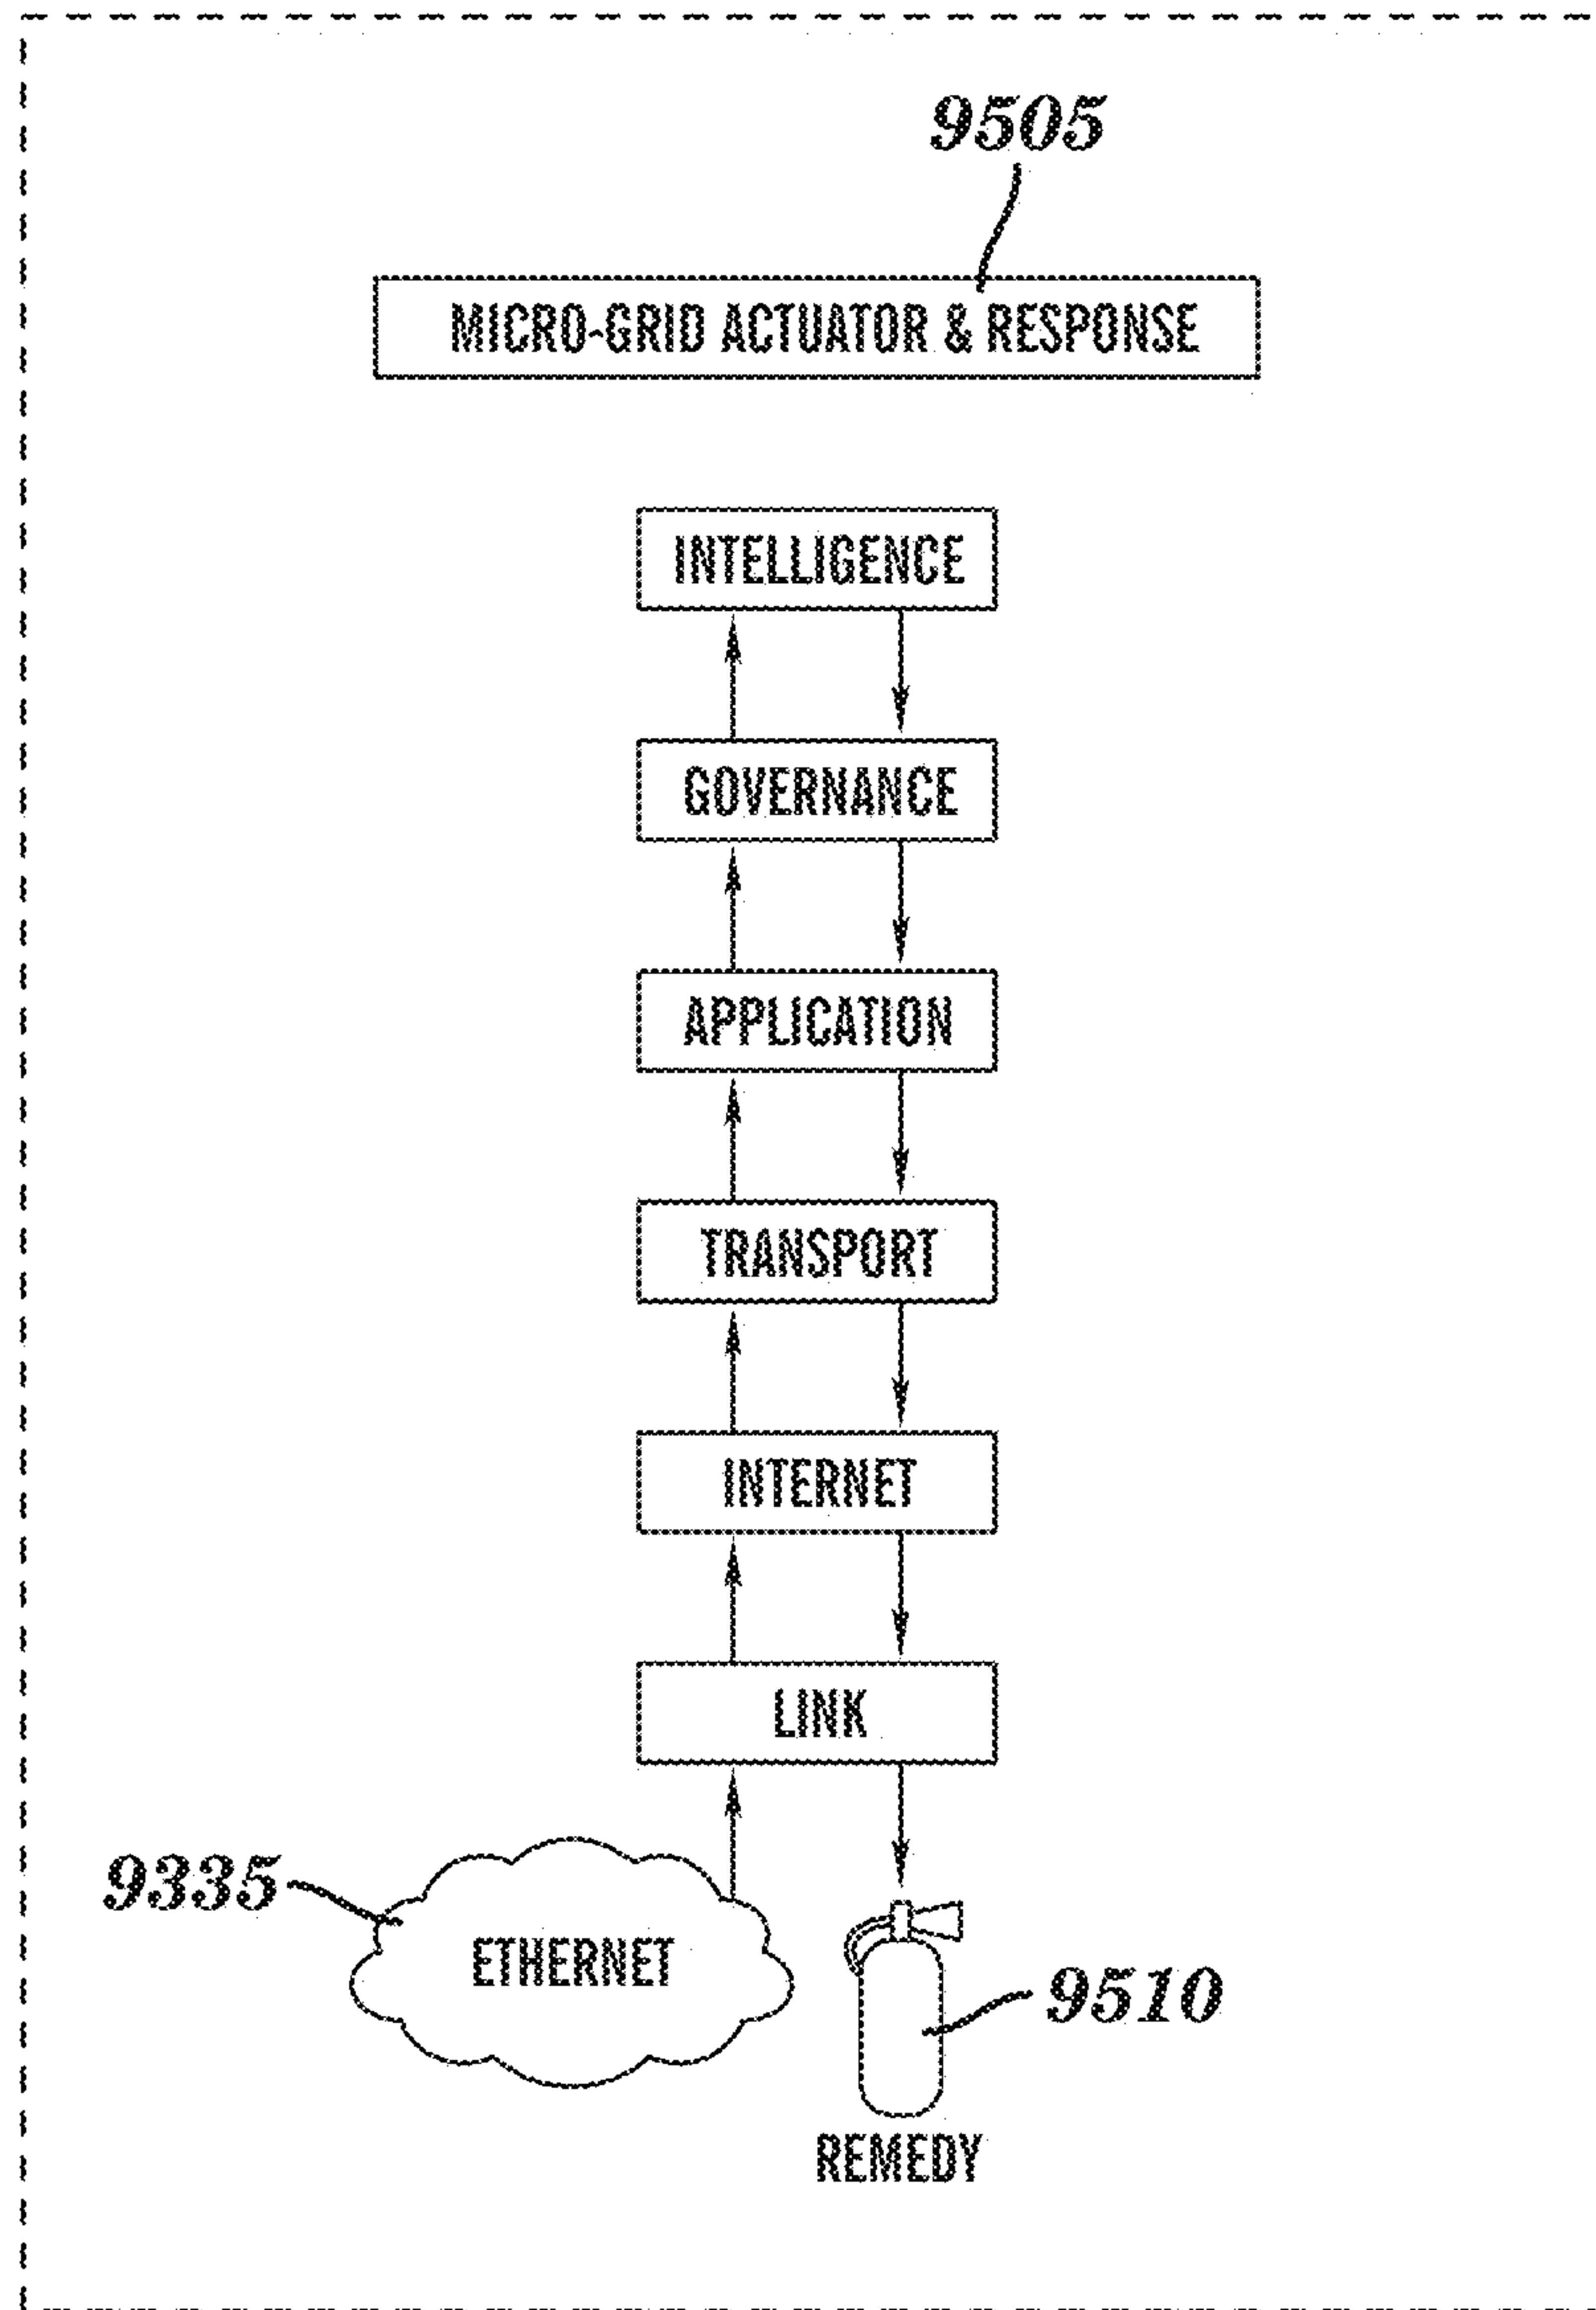 9505
MICRO-GRID ACTUATOR & RESPONSE
INTELLIGENCE
GOVERNANCE
APPLICATION
TRANSPORT
INTERNET
LINK
9335
ETHERNET
9510
REMEDY